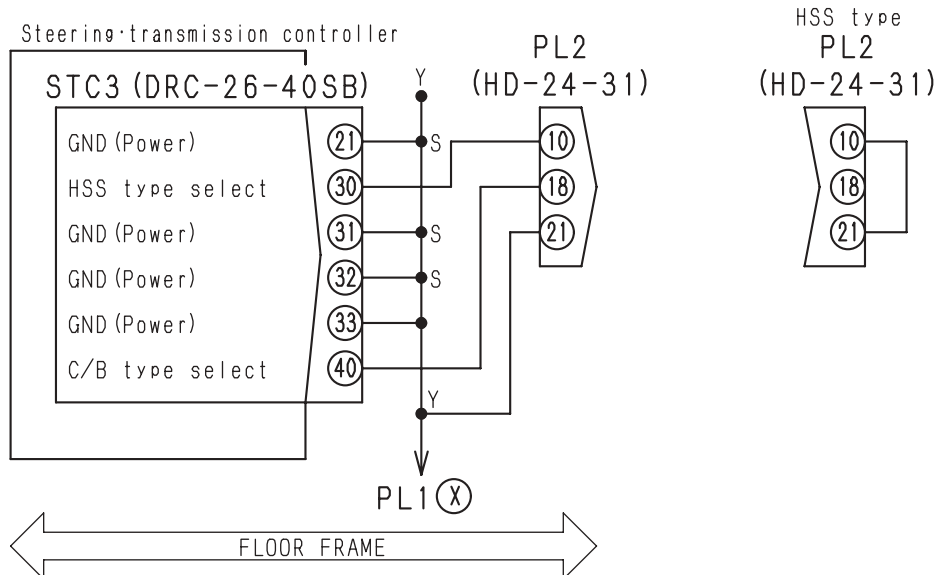 Steering·transmission controller
STC3 (DRC-26-40SB)
GND (Power) 21 S
HSS type select 30
GND (Power) 31 S
GND (Power) 32 S
GND (Power) 33
C/B type select 40
Y
Y
PL1 X
PL2
(HD-24-31)
10
18
21
HSS type
PL2
(HD-24-31)
10
18
21
FLOOR FRAME